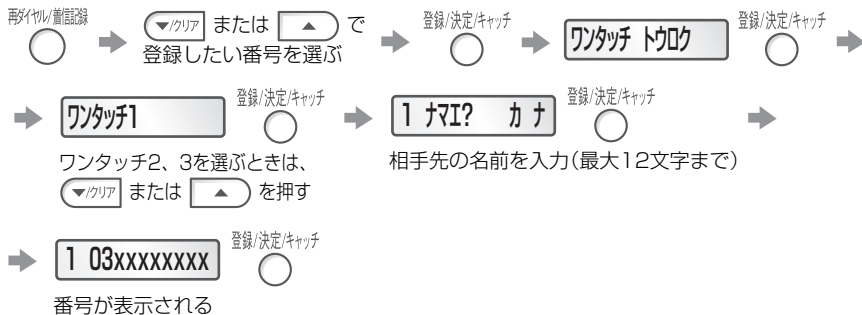 再ダイヤル/着信記録
▼/クリア または ▲ で
登録したい番号を選ぶ
登録/決定/キャッチ
ワンタッチ トウロク
登録/決定/キャッチ
ワンタッチ1
登録/決定/キャッチ
ワンタッチ2、3を選ぶときは、
▼/クリア または ▲ を押す
1 ナマエ? カナ
登録/決定/キャッチ
相手先の名前を入力(最大12文字まで)
1 03xxxxxxxx
登録/決定/キャッチ
番号が表示される